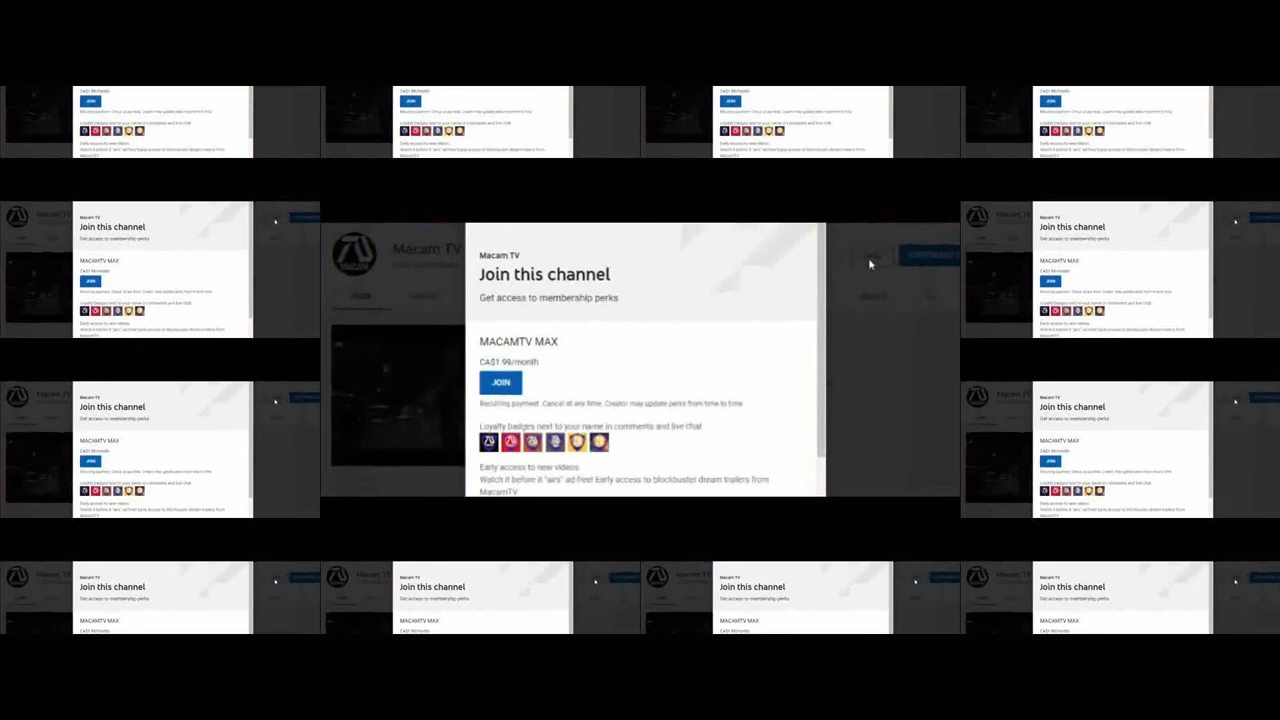 Macam TV
Macam TV
Join this channel
Get access to membership perks
MACAMTV MAX
CA$1.99/month
JOIN
Recurring payment. Cancel at any time. Creator may update perks from time to time
Loyalty badges next to your name in comments and live chat
Early access to new videos
Watch it before it "airs" ad free! Early access to blockbuster dream trailers from
MacamTV